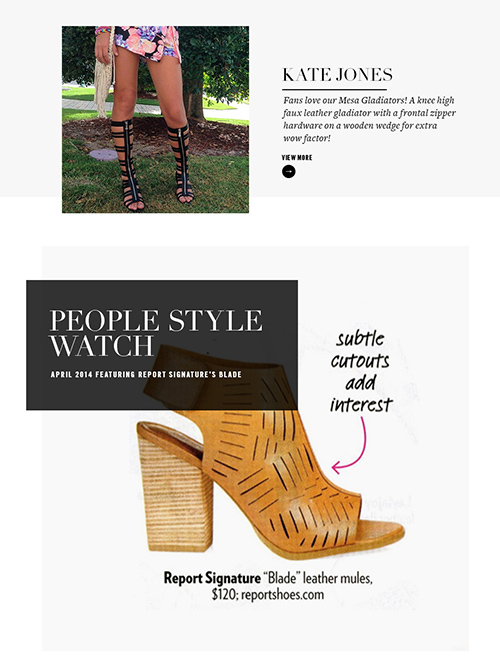 KATE JONES
Fans love our Mesa Gladiators! A knee high
faux leather gladiator with a frontal zipper
hardware on a wooden wedge for extra
wow factor!
VIEW MORE
PEOPLE STYLE
WATCH
APRIL 2014 FEATURING REPORT SIGNATURE'S BLADE
subtle
cutouts
add
interest
Report Signature “Blade” leather mules,
$120; reportshoes.com